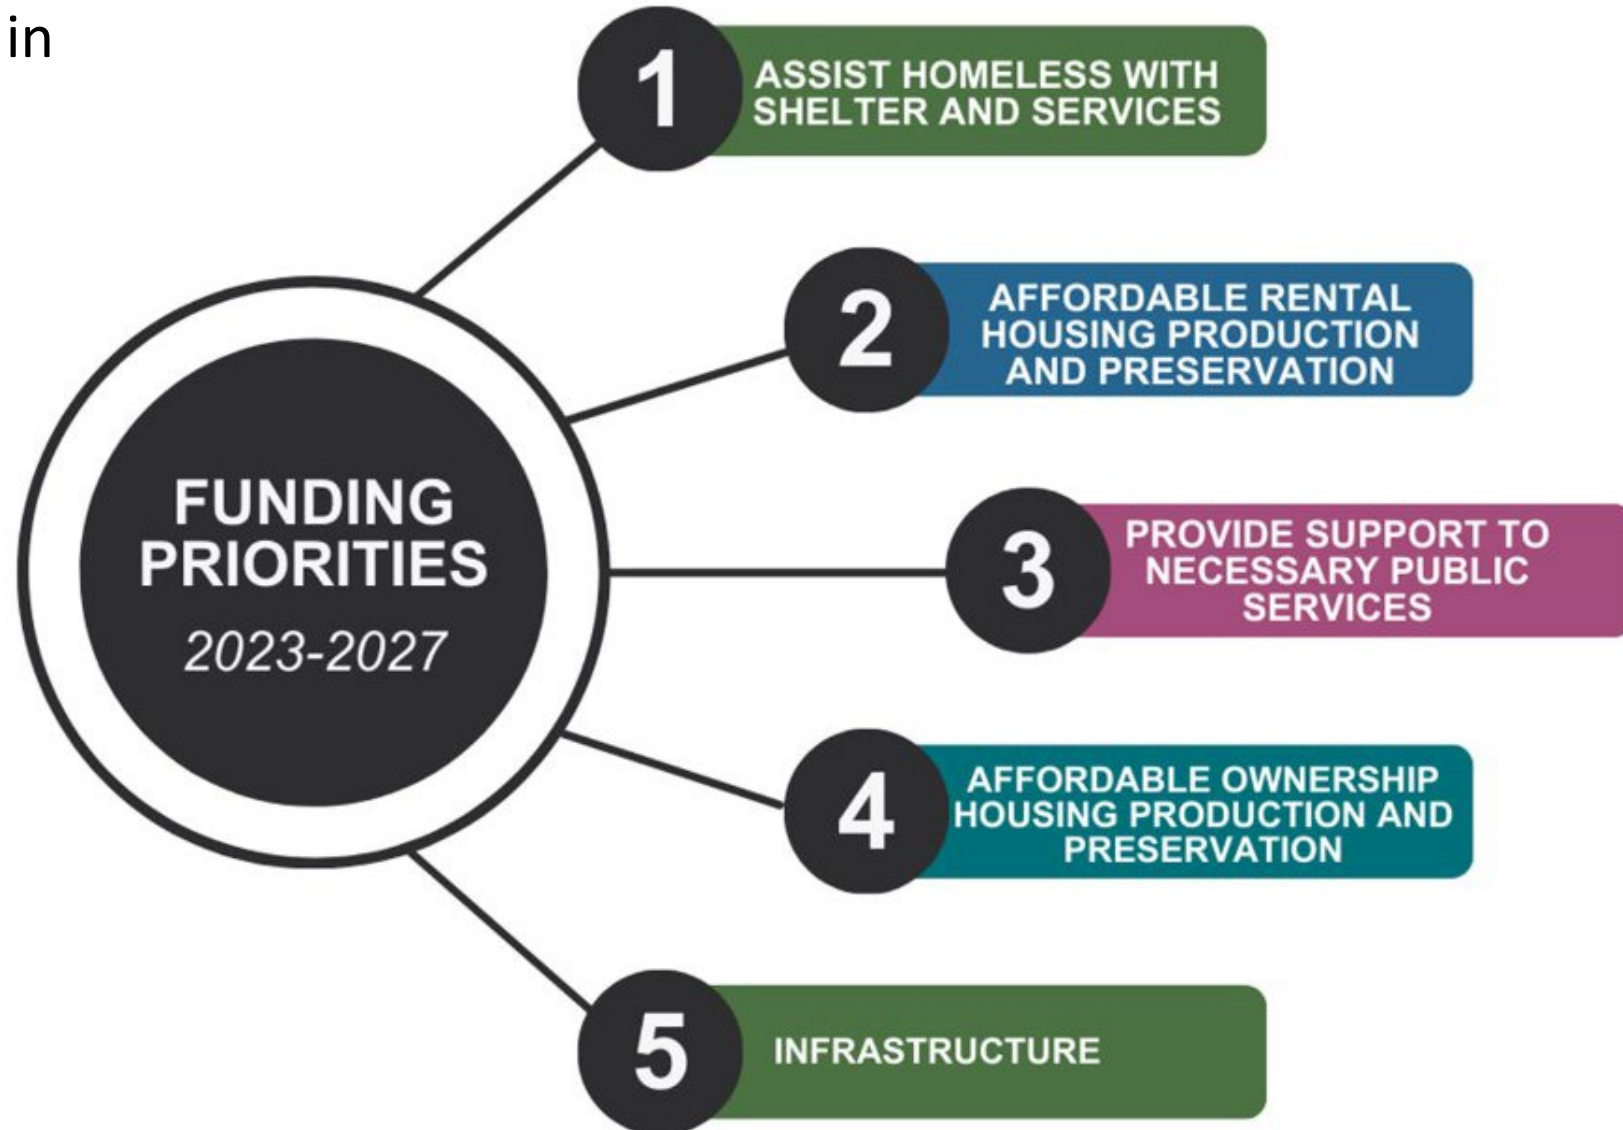 in
1
ASSIST HOMELESS WITH
SHELTER AND SERVICES
2
AFFORDABLE RENTAL
HOUSING PRODUCTION
AND PRESERVATION
FUNDING
PRIORITIES
2023-2027
3
PROVIDE SUPPORT TO
NECESSARY PUBLIC
SERVICES
4
AFFORDABLE OWNERSHIP
HOUSING PRODUCTION AND
PRESERVATION
5
INFRASTRUCTURE